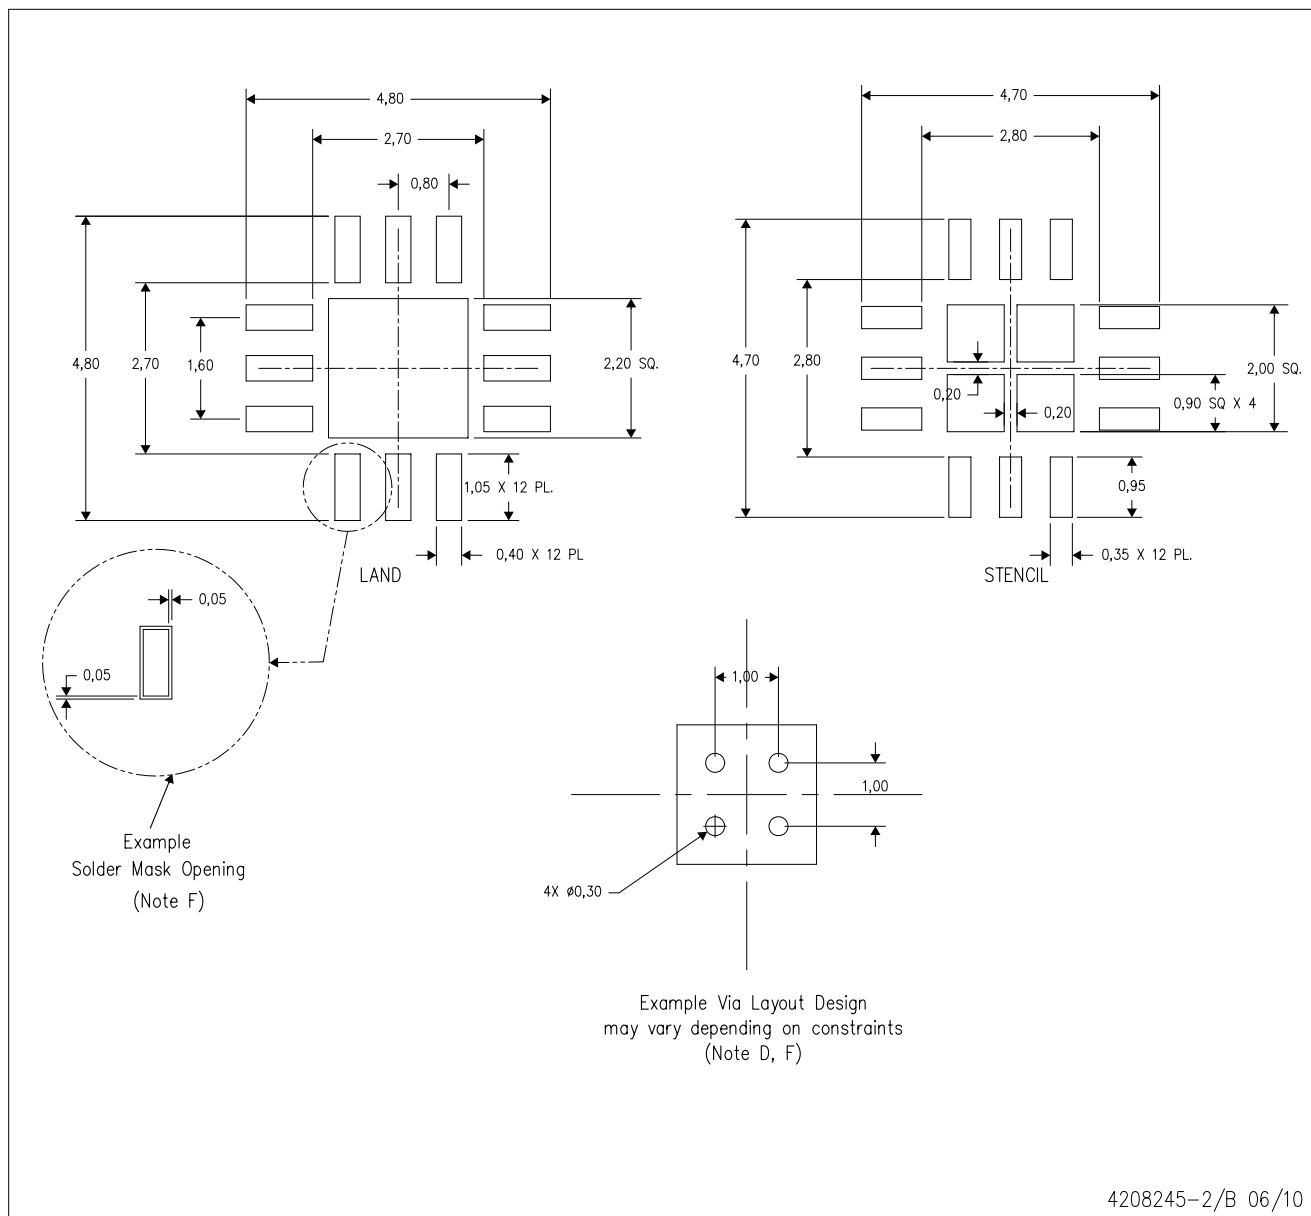 4,80
4,70
2,70
2,80
0,80
4,80
2,70
1,60
2,20 SQ.
4,70
2,80
2,00 SQ.
0,20
0,20
0,90 SQ X 4
1,05 X 12 PL.
0,95
0,40 X 12 PL
0,35 X 12 PL.
LAND
STENCIL
0,05
0,05
Example
Solder Mask Opening
(Note F)
1,00
1,00
4X ø0,30
Example Via Layout Design
may vary depending on constraints
(Note D, F)
4208245-2/B 06/10